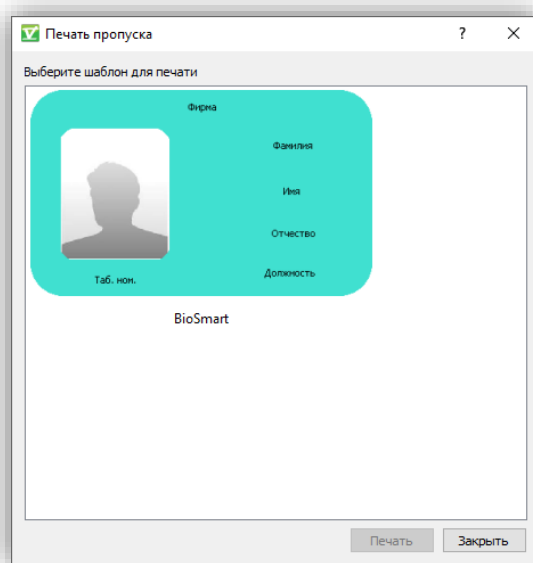 Печать пропуска
?
Выберите шаблон для печати
Фирма
Фамилия
Имя
Отчество
Таб. ном.
Должность
BioSmart
Печать
Закрыть